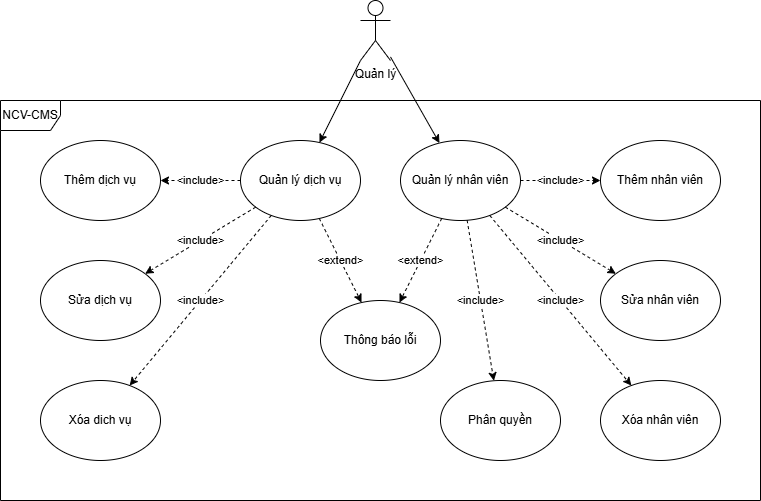 Quản lý
NCV-CMS
Thêm dịch vụ
<include>
Quản lý dịch vụ
Quản lý nhân viên
<include>
Thêm nhân viên
<include>
<include>
<extend>
<extend>
Sửa dịch vụ
<include>
<include>
<include>
Sửa nhân viên
Thông báo lỗi
Xóa dich vụ
Phân quyền
Xóa nhân viên